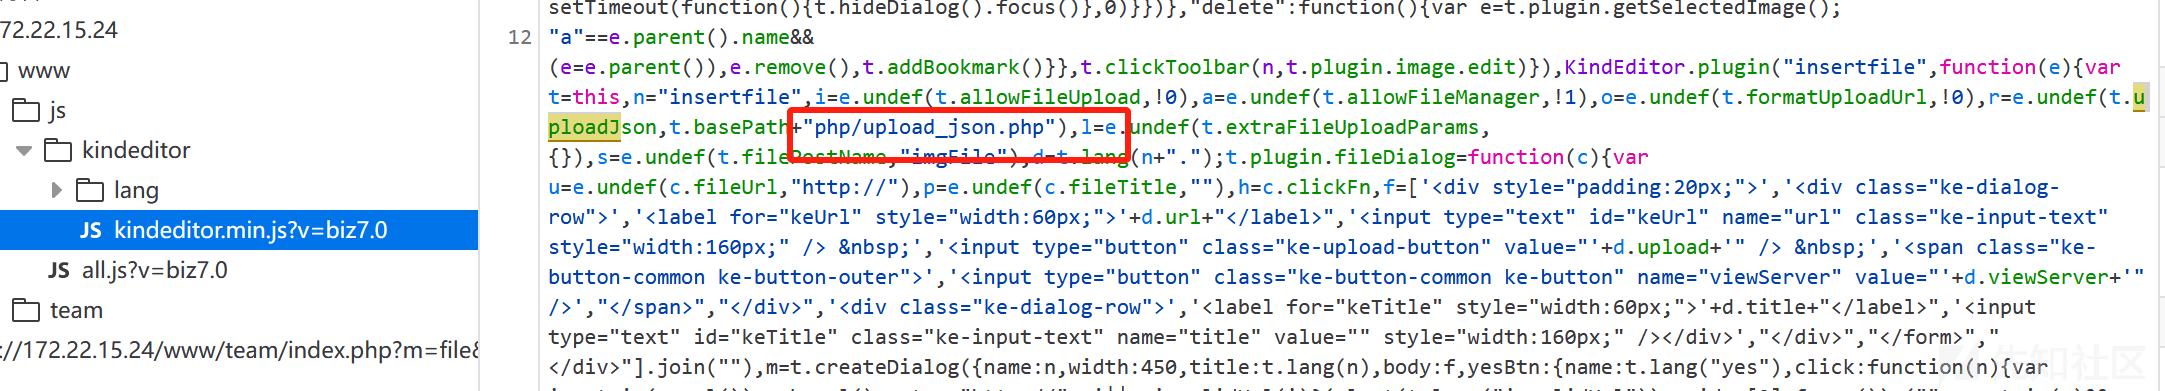 72.22.15.24
www
js
kindeditor
lang
JS kindeditor.min.js?v=biz7.0
JS all.js?v=biz7.0
team
://172.22.15.24/www/team/index.php?m=file&
setTimeout(function(){t.hideDialog().focus()},0)}})},"delete":function(){var e=t.plugin.getSelectedImage();
12 "a"==e.parent().name&&
(e=e.parent()),e.remove(),t.addBookmark()}},t.clickToolbar(n,t.plugin.image.edit)}),KindEditor.plugin("insertfile",function(e){var
t=this,n="insertfile",i=e.undef(t.allowFileUpload,!0),a=e.undef(t.allowFileManager,!1),o=e.undef(t.formatUploadUrl,!0),r=e.undef(t.u
ploadJson,t.basePath+"php/upload_json.php"),l=e.undef(t.extraFileUploadParams,
{}),s=e.undef(t.filePostName,"imgFile"),d=t.lang(n+".");t.plugin.fileDialog=function(c){var
u=e.undef(c.fileUrl,"http://"),p=e.undef(c.fileTitle,""),h=c.clickFn,f=['<div style="padding:20px;">','<div class="ke-dialog-
row">','<label for="keUrl" style="width:60px;">'+d.url+"</label>",'<input type="text" id="keUrl" name="url" class="ke-input-text"
style="width:160px;" /> &nbsp;','<input type="button" class="ke-upload-button" value="'+d.upload+'" /> &nbsp;','<span class="ke-
button-common ke-button-outer">','<input type="button" class="ke-button-common ke-button" name="viewServer" value="'+d.viewServer+'"
/>',"</span>","</div>",'<div class="ke-dialog-row">','<label for="keTitle" style="width:60px;">'+d.title+"</label>",'<input
type="text" id="keTitle" class="ke-input-text" name="title" value="" style="width:160px;" /></div>',"</div>","</form>","
</div>"].join(""),m=t.createDialog({name:n,width:450,title:t.lang(n),body:f,yesBtn:{name:t.lang("yes"),click:function(n){var